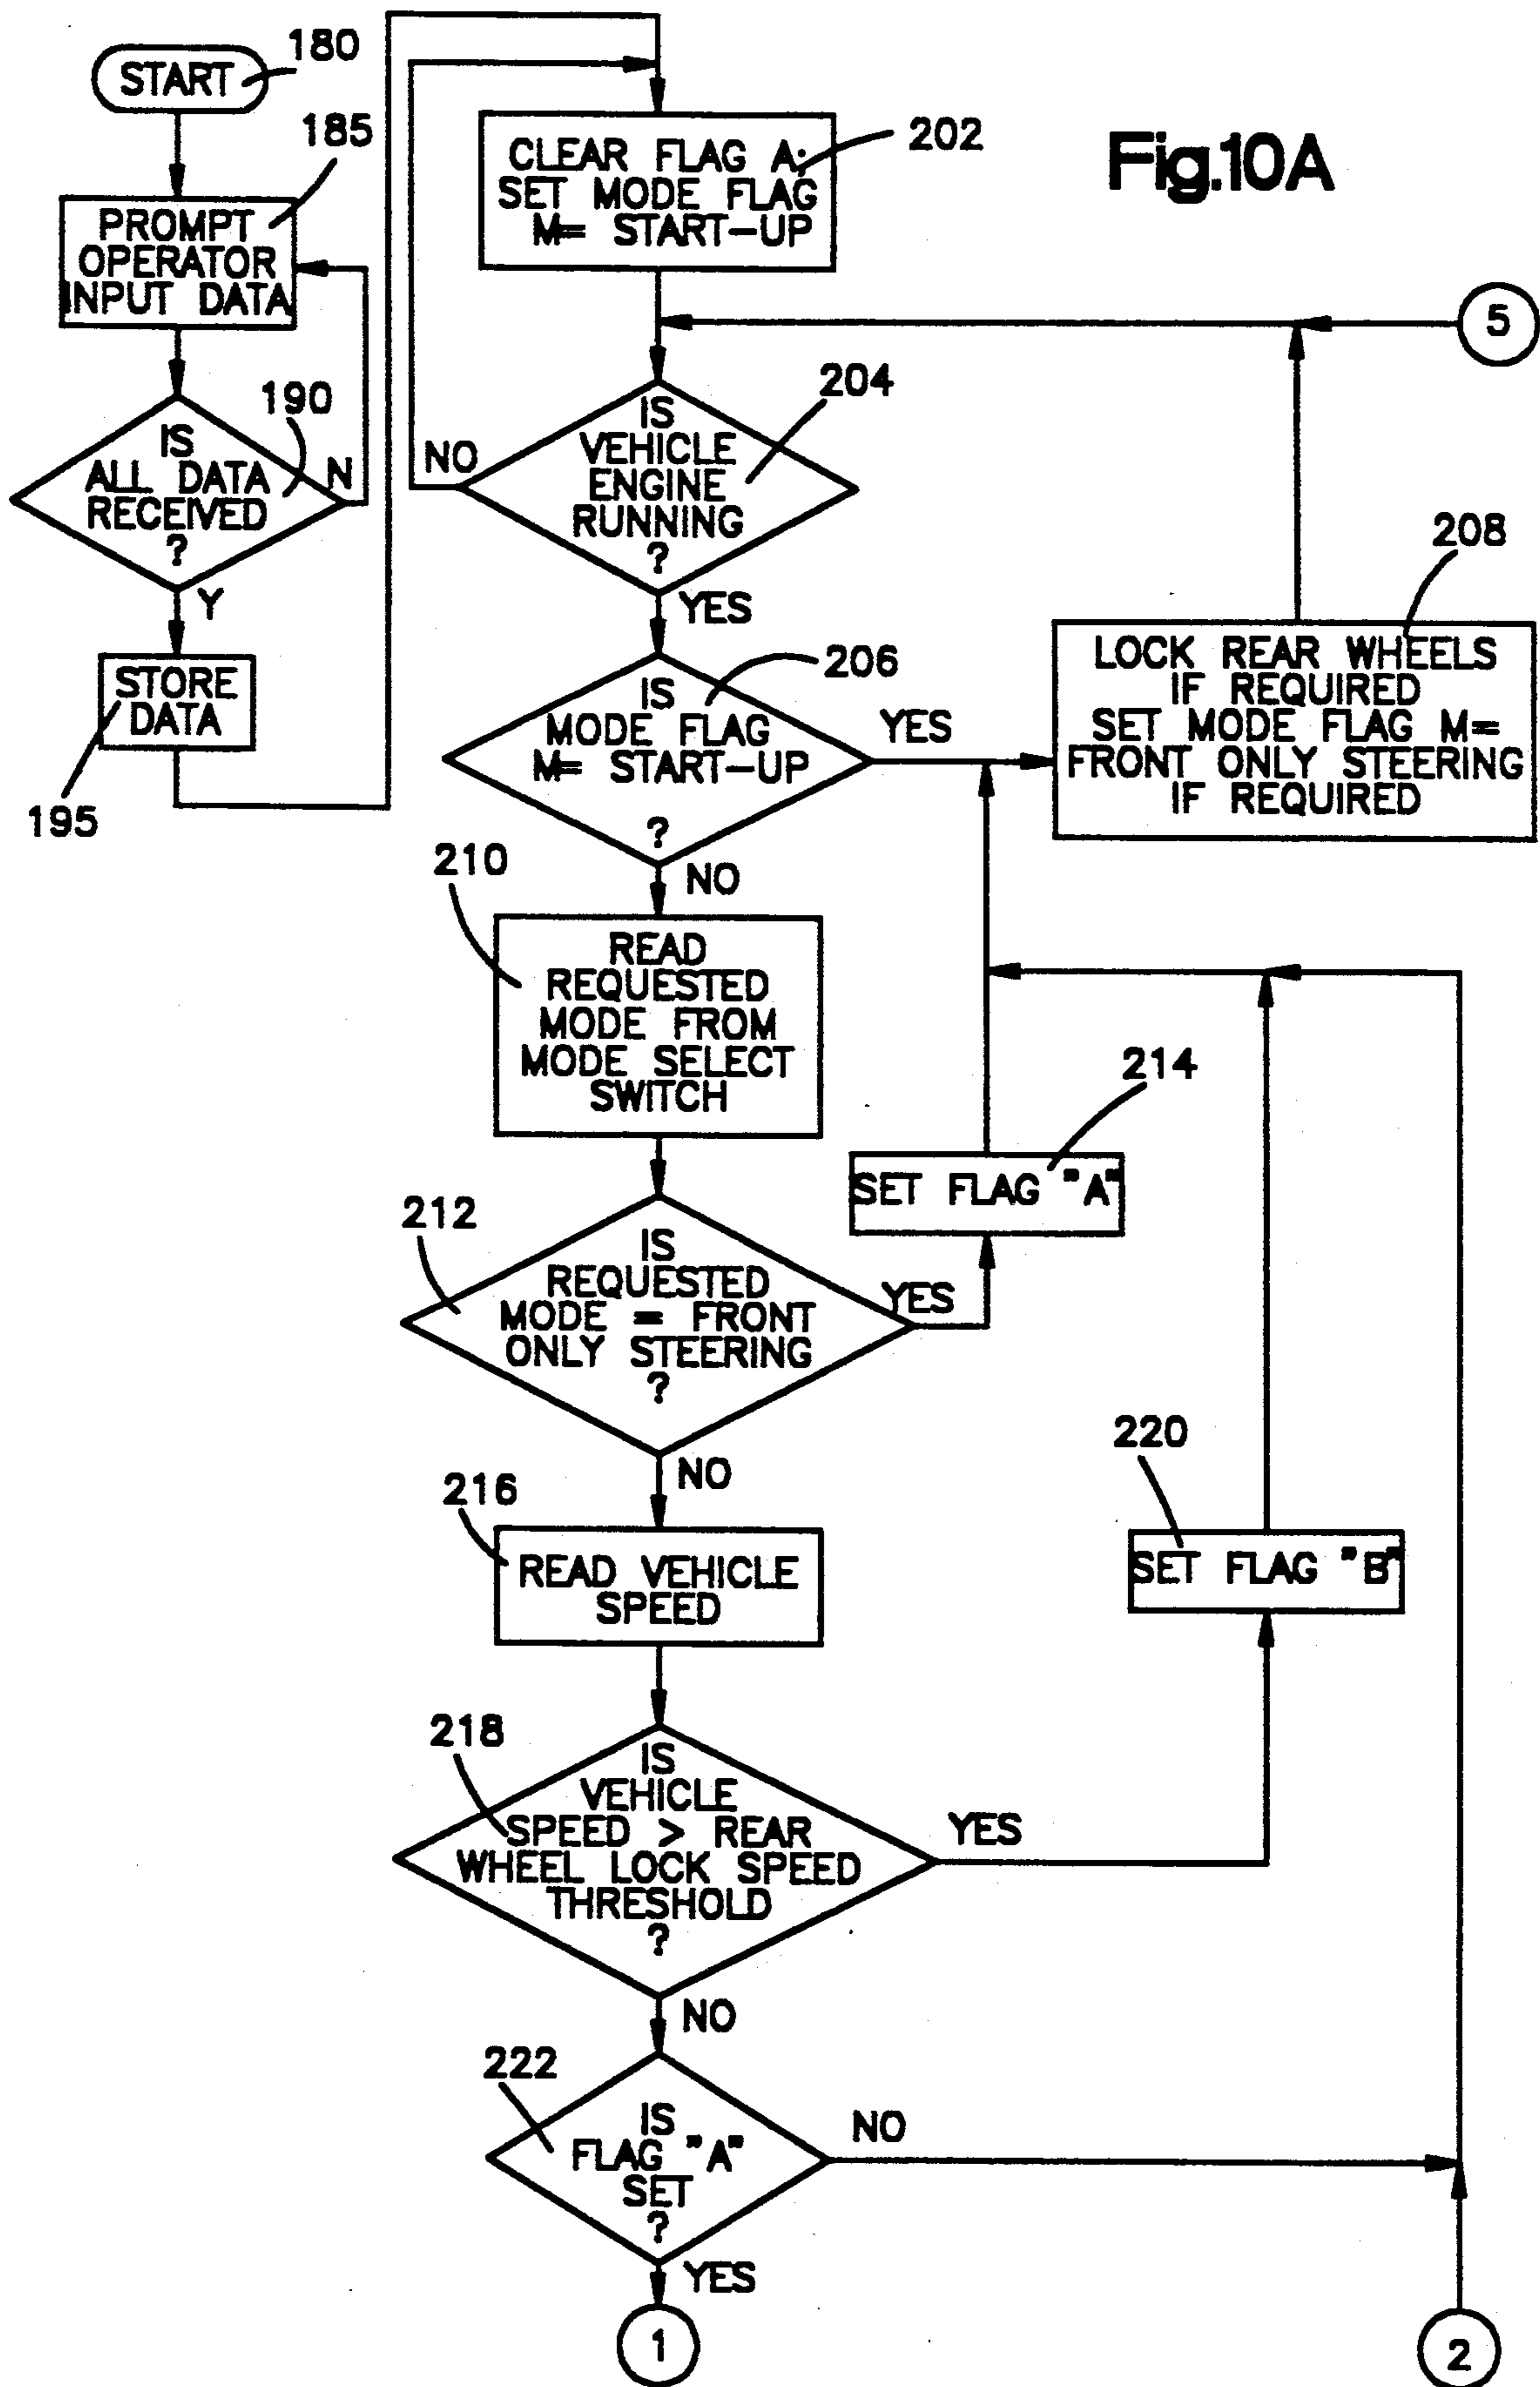 Fig.10A
START
180
PROMPT
OPERATOR
INPUT DATA
185
IS
ALL DATA
RECEIVED
?
190
N
Y
STORE
DATA
195
CLEAR FLAG A:
SET MODE FLAG
M= START-UP
202
5
IS
VEHICLE
ENGINE
RUNNING
?
204
NO
YES
IS
MODE FLAG
M= START-UP
?
206
YES
NO
LOCK REAR WHEELS
IF REQUIRED
SET MODE FLAG M=
FRONT ONLY STEERING
IF REQUIRED
208
210
READ
REQUESTED
MODE FROM
MODE SELECT
SWITCH
212
IS
REQUESTED
MODE = FRONT
ONLY STEERING
?
YES
NO
214
SET FLAG "A"
216
READ VEHICLE
SPEED
218
IS
VEHICLE
SPEED > REAR
WHEEL LOCK SPEED
THRESHOLD
?
YES
NO
220
SET FLAG "B"
222
IS
FLAG "A"
SET
?
NO
YES
1
2